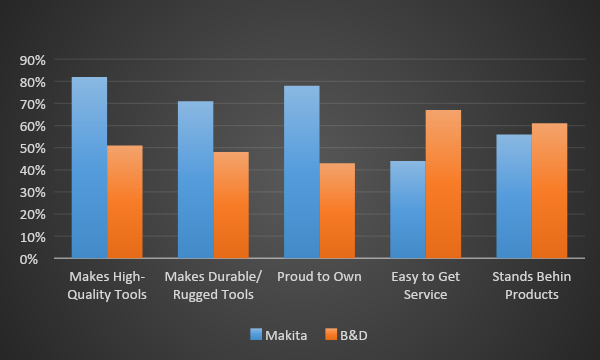 90%
80%
70%
60%
50%
40%
30%
20%
10%
0%
Makes High-
Quality Tools
Makes Durable/
Rugged Tools
Proud to Own
Easy to Get
Service
Stands Behin
Products
Makita
B&D